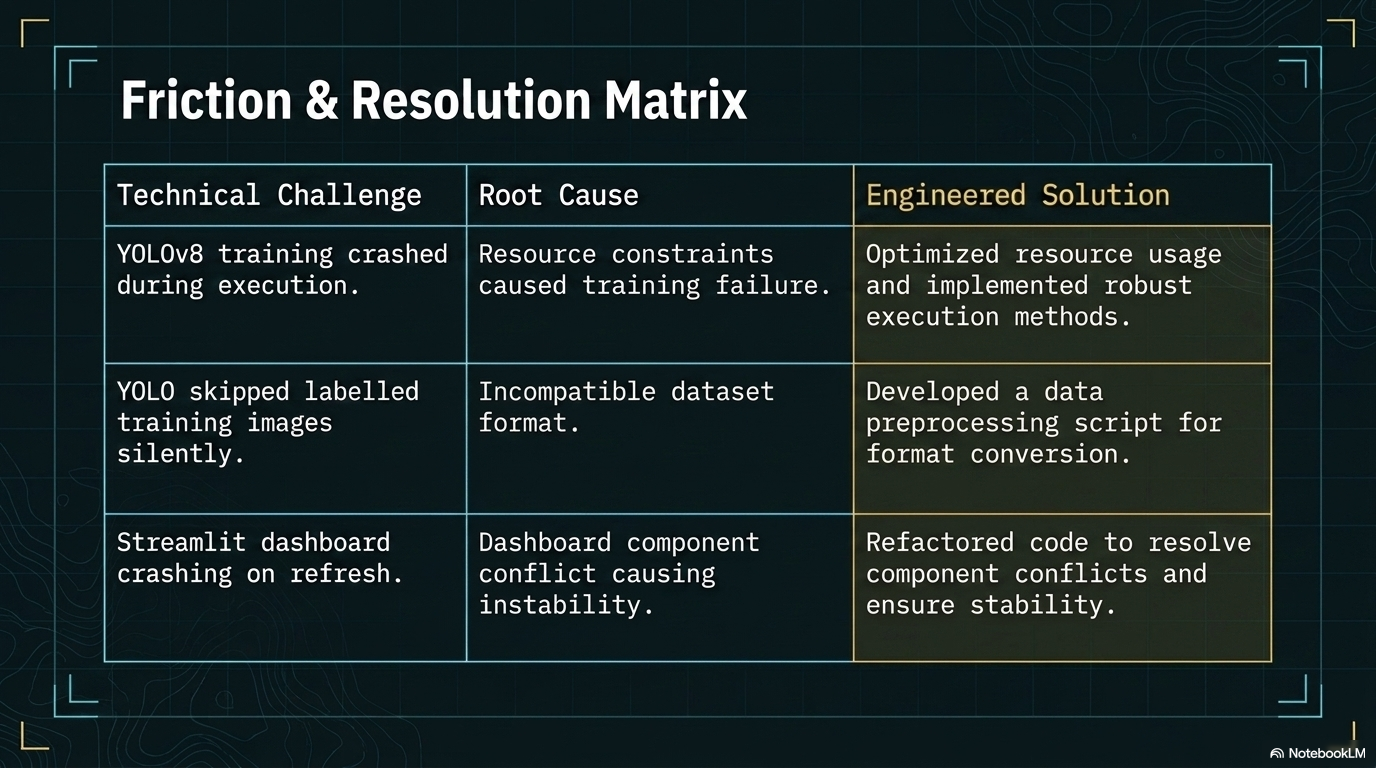 Friction & Resolution Matrix
Technical Challenge
Root Cause
Engineered Solution
YOLOv8 training crashed
during execution.
Resource constraints
caused training failure.
Optimized resource usage
and implemented robust
execution methods.
YOLO skipped labelled
training images
silently.
Incompatible dataset
format.
Developed a data
preprocessing script for
format conversion.
Streamlit dashboard
crashing on refresh.
Dashboard component
conflict causing
instability.
Refactored code to resolve
component conflicts and
ensure stability.
NotebookLM